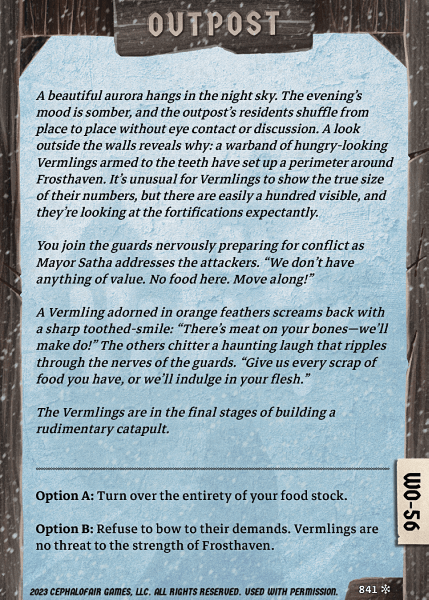 OUTPOST
A beautiful aurora hangs in the night sky. The evening's
mood is somber, and the outpost's residents shuffle from
place to place without eye contact or discussion. A look
outside the walls reveals why: a warband of hungry-looking
Vermlings armed to the teeth have set up a perimeter around
Frosthaven. It's unusual for Vermlings to show the true size
of their numbers, but there are easily a hundred visible, and
they're looking at the fortifications expectantly.
You join the guards nervously preparing for conflict as
Mayor Satha addresses the attackers. “We don't have
anything of value. No food here. Move along!”
A Vermling adorned in orange feathers screams back with
a sharp toothed-smile: “There's meat on your bones—we'll
make do!” The others chitter a haunting laugh that ripples
through the nerves of the guards. “Give us every scrap of
food you have, or we'll indulge in your flesh.”
The Vermlings are in the final stages of building a
rudimentary catapult.
Option A: Turn over the entirety of your food stock.
Option B: Refuse to bow to their demands. Vermlings are
no threat to the strength of Frosthaven.
WO-56
2023 CEPHALOFAIR GAMES, LLC. ALL RIGHTS RESERVED. USED WITH PERMISSION.
841